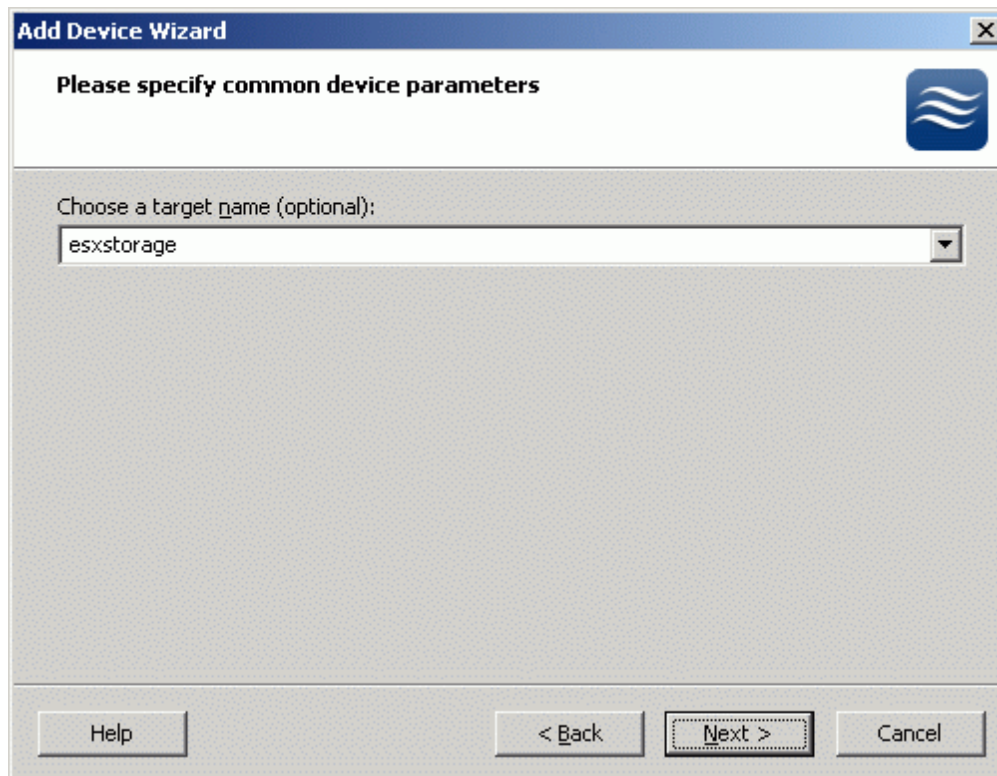 Add Device Wizard
Please specify common device parameters
Choose a target name (optional):
esxstorage
Help
< Back
Next >
Cancel